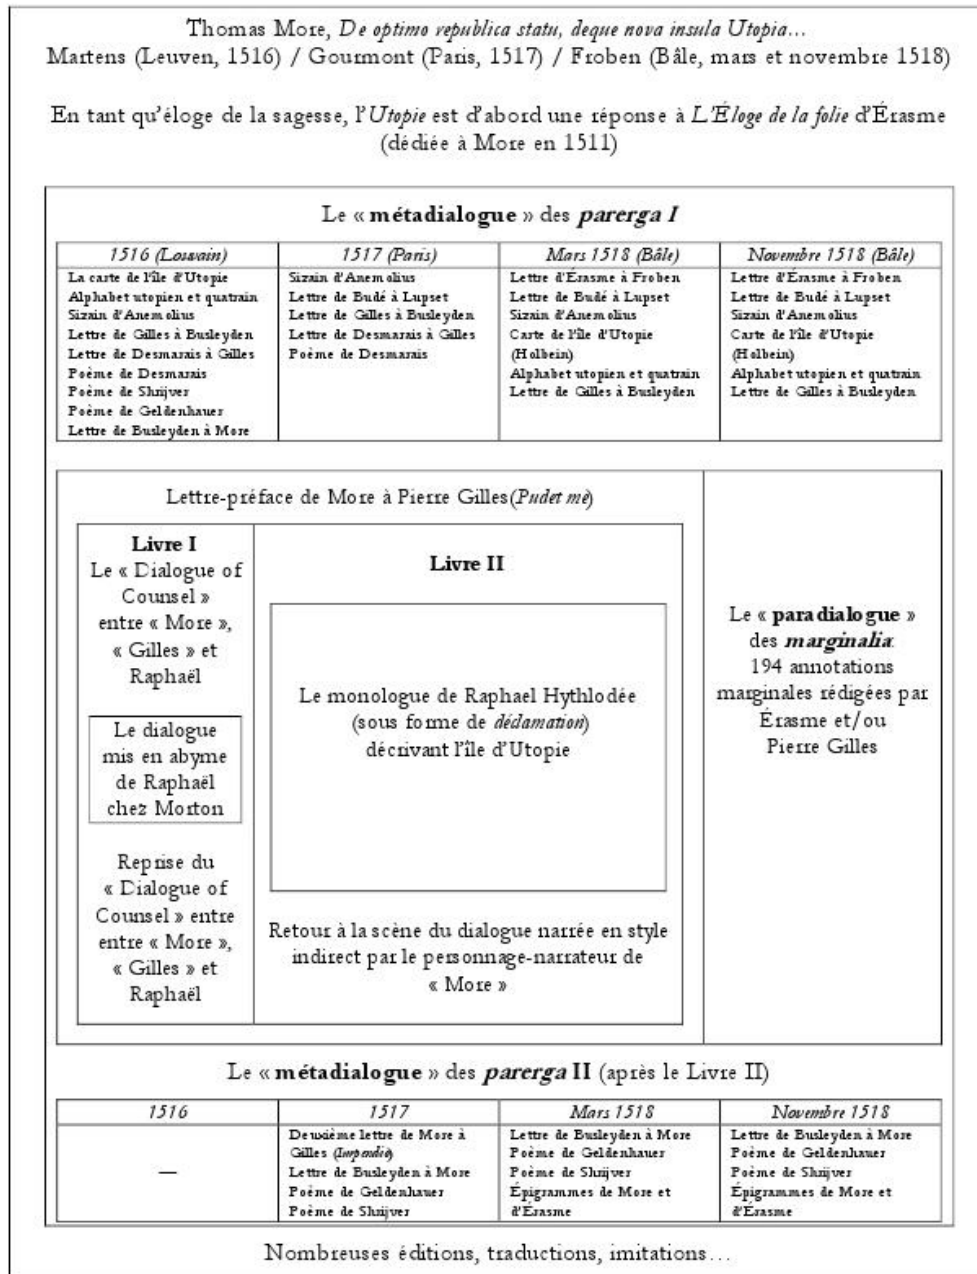 Thomas More, De optimo republica statu, deque nova insula Utopia…
Martens (Leuven, 1516) / Gourmont (Paris, 1517) / Froben (Bâle, mars et novembre 1518)
En tant qu'éloge de la sagesse, l'Utopie est d'abord une réponse à L'Éloge de la folie d'Érasme
(dédiée à More en 1511)
Le « métadialogue » des parerga I
1516 (Louvain)
La carte de l'île d'Utopie
Alphabet utopien et quatrain
Sizain d'Anemolius
Lettre de Gilles à Busleyden
Lettre de Desmarais à Gilles
Poème de Desmarais
Poème de Shrijver
Poème de Geldenhauer
Lettre de Busleyden à More
1517 (Paris)
Sizain d'Anemolius
Lettre de Budé à Lupset
Lettre de Gilles à Busleyden
Lettre de Desmarais à Gilles
Poème de Desmarais
Mars 1518 (Bâle)
Lettre d'Érasme à Froben
Lettre de Budé à Lupset
Sizain d'Anemolius
Carte de l'île d'Utopie
(Holbein)
Alphabet utopien et quatrain
Lettre de Gilles à Busleyden
Novembre 1518 (Bâle)
Lettre d'Érasme à Froben
Lettre de Budé à Lupset
Sizain d'Anemolius
Carte de l'île d'Utopie
(Holbein)
Alphabet utopien et quatrain
Lettre de Gilles à Busleyden
Lettre-préface de More à Pierre Gilles(Pudet me)
Livre I
Le « Dialogue of
Counsel »
entre « More »,
« Gilles » et
Raphaël
Le dialogue
mis en abyme
de Raphaël
chez Morton
Reprise du
« Dialogue of
Counsel » entre
entre « More »,
« Gilles » et
Raphaël
Livre II
Le monologue de Raphael Hythlodée
(sous forme de déclamation)
décrivant l'île d'Utopie
Retour à la scène du dialogue narrée en style
indirect par le personnage-narrateur de
« More »
Le « paradialogue »
des marginalia:
194 annotations
marginales rédigées par
Érasme et/ou
Pierre Gilles
Le « métadialogue » des parerga II (après le Livre II)
1516
—
1517
Deuxième lettre de More à
Gilles (Impendio)
Lettre de Busleyden à More
Poème de Geldenhauer
Poème de Shrijver
Mars 1518
Lettre de Busleyden à More
Poème de Geldenhauer
Poème de Shrijver
Épigrammes de More et
d'Érasme
Novembre 1518
Lettre de Busleyden à More
Poème de Geldenhauer
Poème de Shrijver
Épigrammes de More et
d'Érasme
Nombreuses éditions, traductions, imitations…